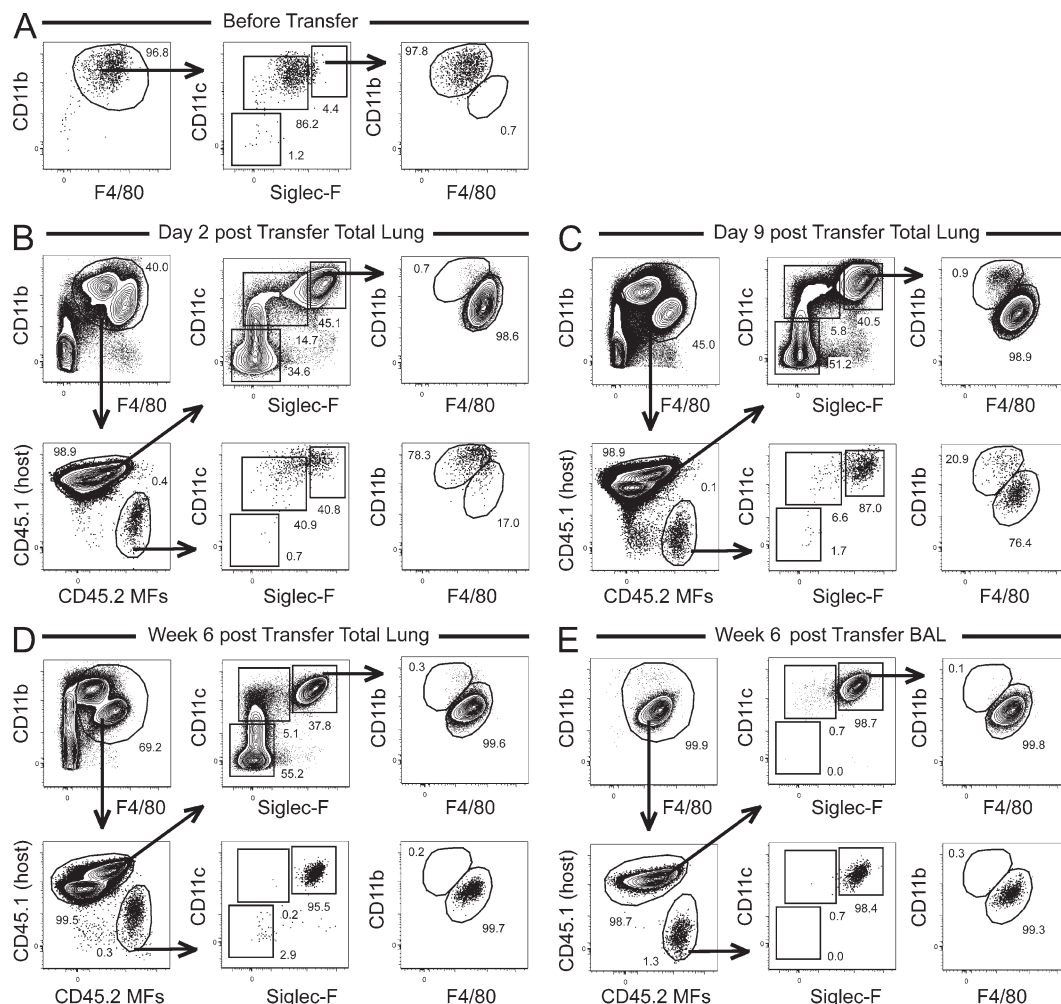 A
Before Transfer
CD11b
96.8
F4/80
CD11c
4.4
86.2
1.2
0
Siglec-F
CD11b
97.8
0.7
0
F4/80
B
Day 2 post Transfer Total Lung
CD11b
40.0
F4/80
CD11c
45.1
14.7
34.6
Siglec-F
CD11b
0.7
98.6
F4/80
CD45.1 (host)
98.9
0.4
CD45.2 MFs
CD11c
40.8
40.9
0.7
Siglec-F
CD11b
78.3
17.0
F4/80
C
Day 9 post Transfer Total Lung
CD11b
45.0
F4/80
CD11c
5.8
40.5
51.2
Siglec-F
CD11b
0.9
98.9
F4/80
CD45.1 (host)
98.9
0.1
CD45.2 MFs
CD11c
6.6
87.0
1.7
Siglec-F
CD11b
20.9
76.4
F4/80
D
Week 6 post Transfer Total Lung
CD11b
69.2
F4/80
CD11c
37.8
5.1
55.2
Siglec-F
CD11b
0.3
99.6
F4/80
CD45.1 (host)
99.5
0.3
CD45.2 MFs
CD11c
0.2
95.5
2.9
Siglec-F
CD11b
0.2
99.7
F4/80
E
Week 6 post Transfer BAL
CD11b
99.9
F4/80
CD11c
0.7
98.7
0.0
Siglec-F
CD11b
0.1
99.8
F4/80
CD45.1 (host)
98.7
1.3
CD45.2 MFs
CD11c
0.7
98.4
0.0
Siglec-F
CD11b
0.3
99.3
F4/80